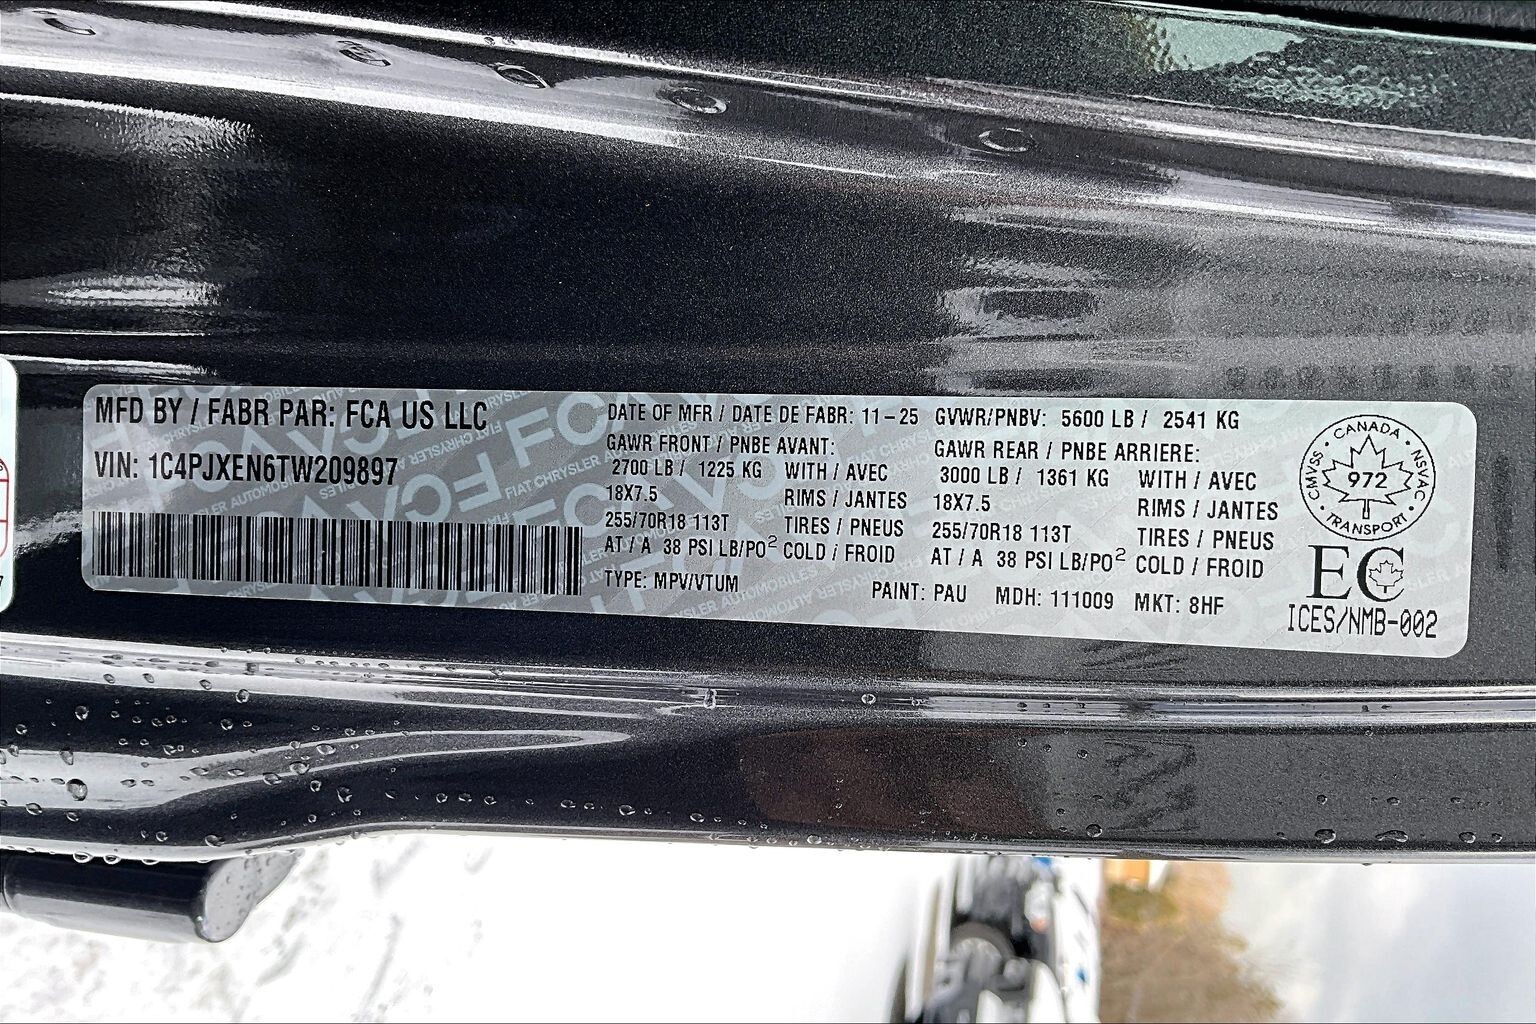 MFD BY / FABR PAR: FCA US LLC
VIN: 1C4PJXEN6TW209897
DATE OF MFR / DATE DE FABR: 11-25 GVWR/PNBV: 5600 LB / 2541 KG
GAWR FRONT / PNBE AVANT:
2700 LB / 1225 KG WITH / AVEC
18X7.5 RIMS / JANTES
255/70R18 113T TIRES / PNEUS
AT / A 38 PSI LB/PO² COLD / FROID
GAWR REAR / PNBE ARRIERE:
3000 LB / 1361 KG WITH / AVEC
18X7.5 RIMS / JANTES
255/70R18 113T TIRES / PNEUS
AT / A 38 PSI LB/PO² COLD / FROID
TYPE: MPV/VTUM PAINT: PAU MDH: 111009 MKT: 8HF
CANADA
CMVSS 972 NSVAC
TRANSPORT
EC
ICES/NMB-002